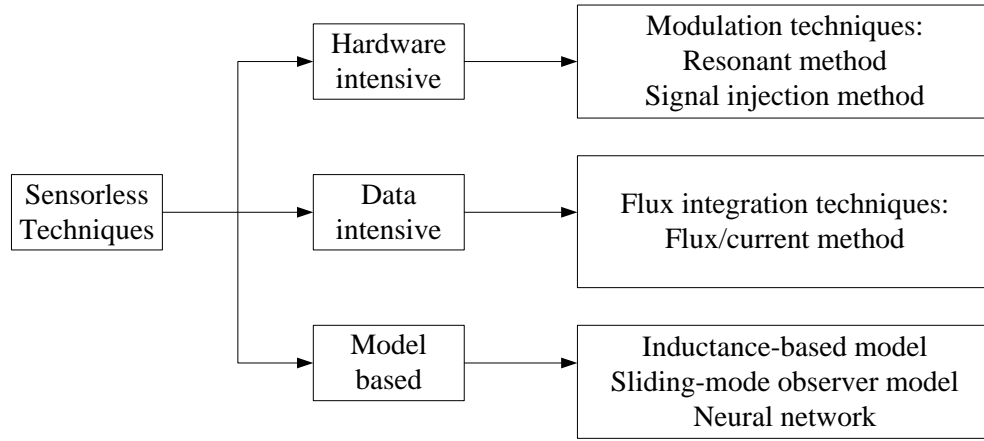 Sensorless
Techniques
Hardware
intensive
Modulation techniques:
Resonant method
Signal injection method
Data
intensive
Flux integration techniques:
Flux/current method
Model
based
Inductance-based model
Sliding-mode observer model
Neural network